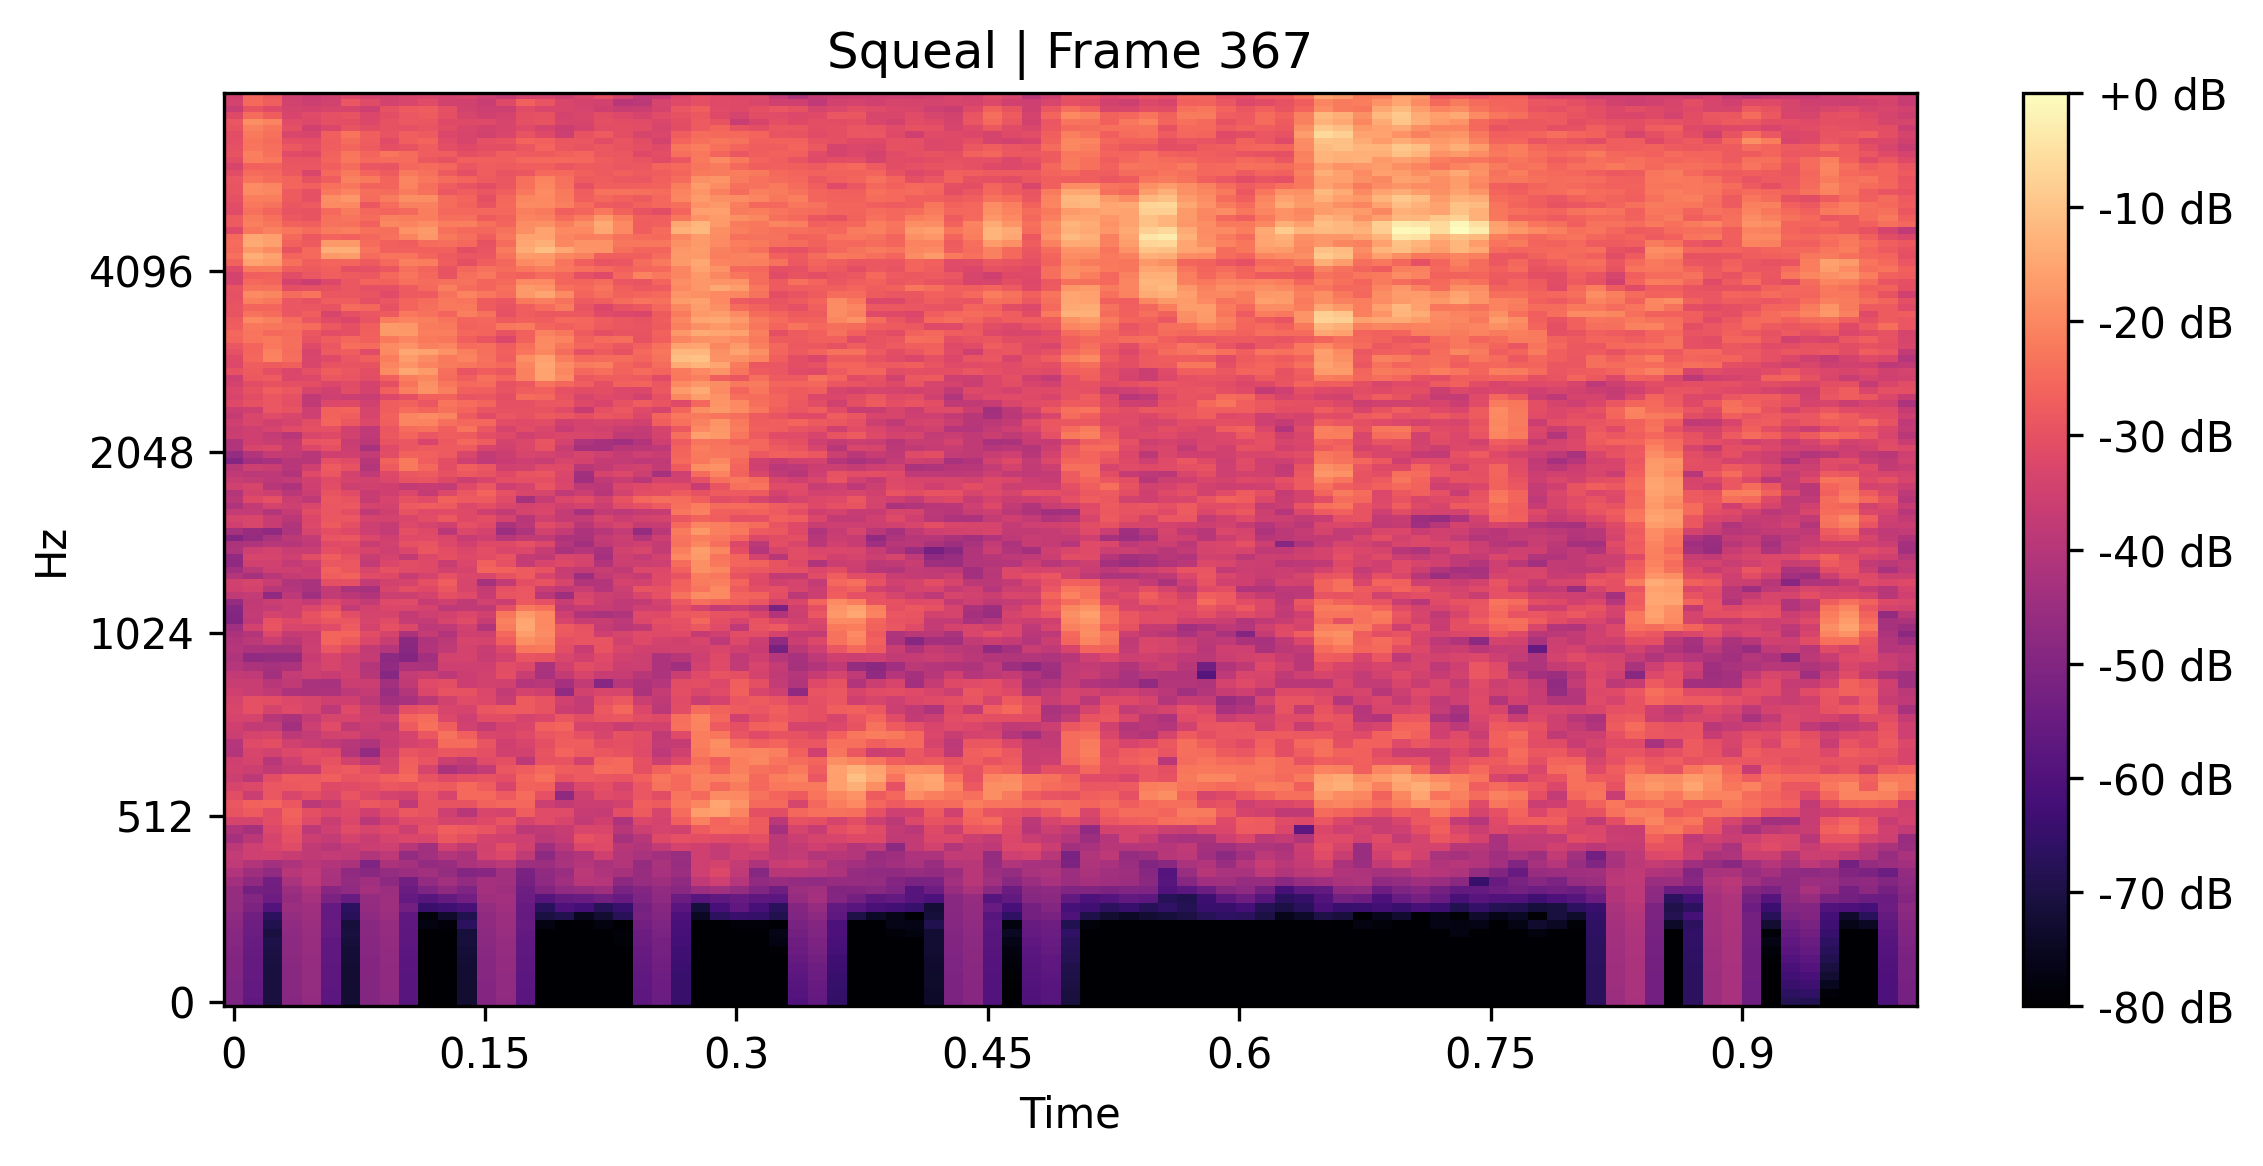 Squeal | Frame 367
Hz
4096
2048
1024
512
0
0 0.15 0.3 0.45 0.6 0.75 0.9
Time
+0 dB
-10 dB
-20 dB
-30 dB
-40 dB
-50 dB
-60 dB
-70 dB
-80 dB